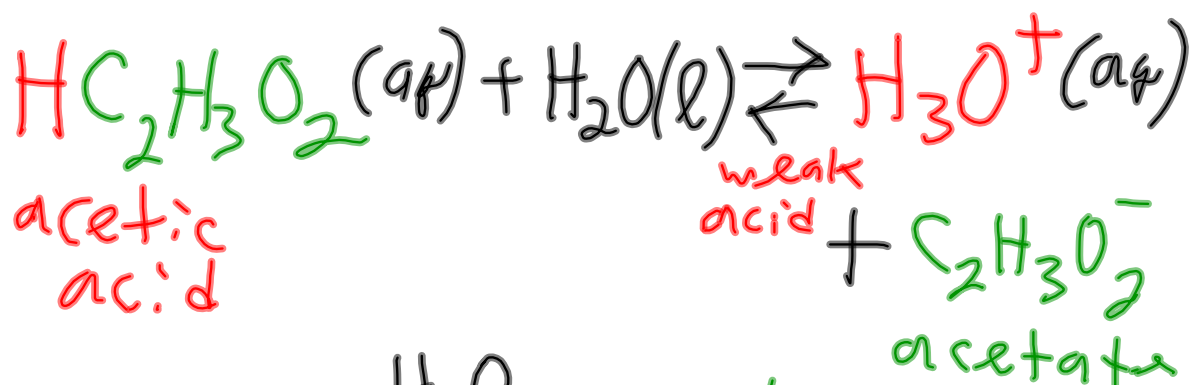 HC₂H₃O₂ (aq) + H₂O(l) ⇌ H₃O⁺ (aq)
weak
acetic acid
acid + C₂H₃O₂⁻
acetate